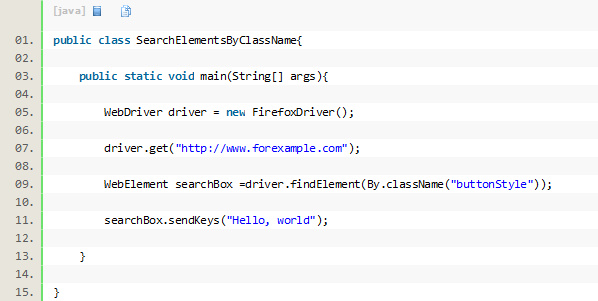 [java]
01. public class SearchElementsByClassName{
02.
03. public static void main(String[] args){
04.
05. WebDriver driver = new FirefoxDriver();
06.
07. driver.get("http://www.forexample.com");
08.
09. WebElement searchBox =driver.findElement(By.className("buttonStyle"));
10.
11. searchBox.sendKeys("Hello, world");
12.
13. }
14.
15. }